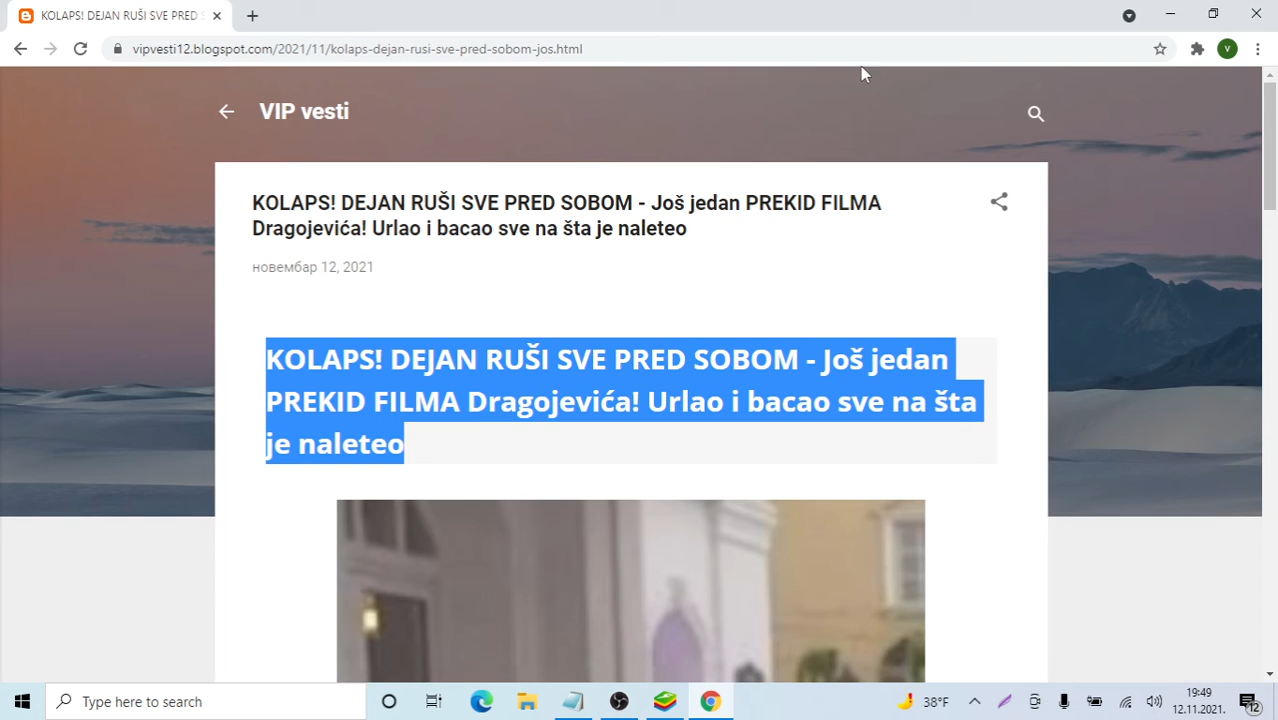 KOLAPS! DEJAN RUŠI SVE PRED S
vipvesti12.blogspot.com/2021/11/kolaps-dejan-rusi-sve-pred-sobom-jos.html
V
VIP vesti
KOLAPS! DEJAN RUŠI SVE PRED SOBOM - Još jedan PREKID FILMA
Dragojevića! Urlao i bacao sve na šta je naleteo
новембар 12, 2021
KOLAPS! DEJAN RUŠI SVE PRED SOBOM - Još jedan
PREKID FILMA Dragojevića! Urlao i bacao sve na šta
je naleteo
Type here to search
38°F
19:49
12.11.2021.
12